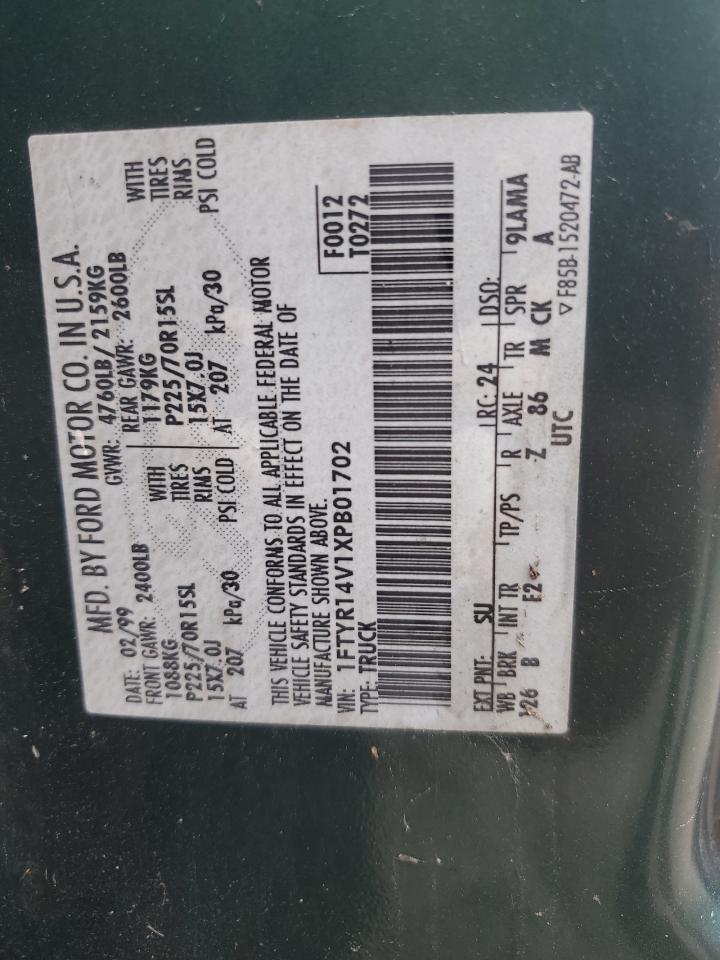 MFD. BY FORD MOTOR CO. IN U.S.A.
DATE: 02/99 GVWR: 4760LB/ 2159KG
FRONT GAWR: 2400LB REAR GAWR: 2600LB
1088KG WITH 1179KG WITH
P225/70R15SL TIRES P225/70R15SL TIRES
15X7.0J RIMS 15X7.0J RIMS
AT 207 kPa/30 PSI COLD AT 207 kPa/30 PSI COLD
THIS VEHICLE CONFORMS TO ALL APPLICABLE FEDERAL MOTOR
VEHICLE SAFETY STANDARDS IN EFFECT ON THE DATE OF
MANUFACTURE SHOWN ABOVE.
VIN: 1FTYR14V1XPB01702 F0012
TYPE: TRUCK T0272
EXT PNT: SU RC: 24 DSO:
WB BRK INT TR TP/PS R AXLE TR SPR 9LAMA
126 B E2 Z 86 M CK A
UTC ▽ F85B-1520472-AB